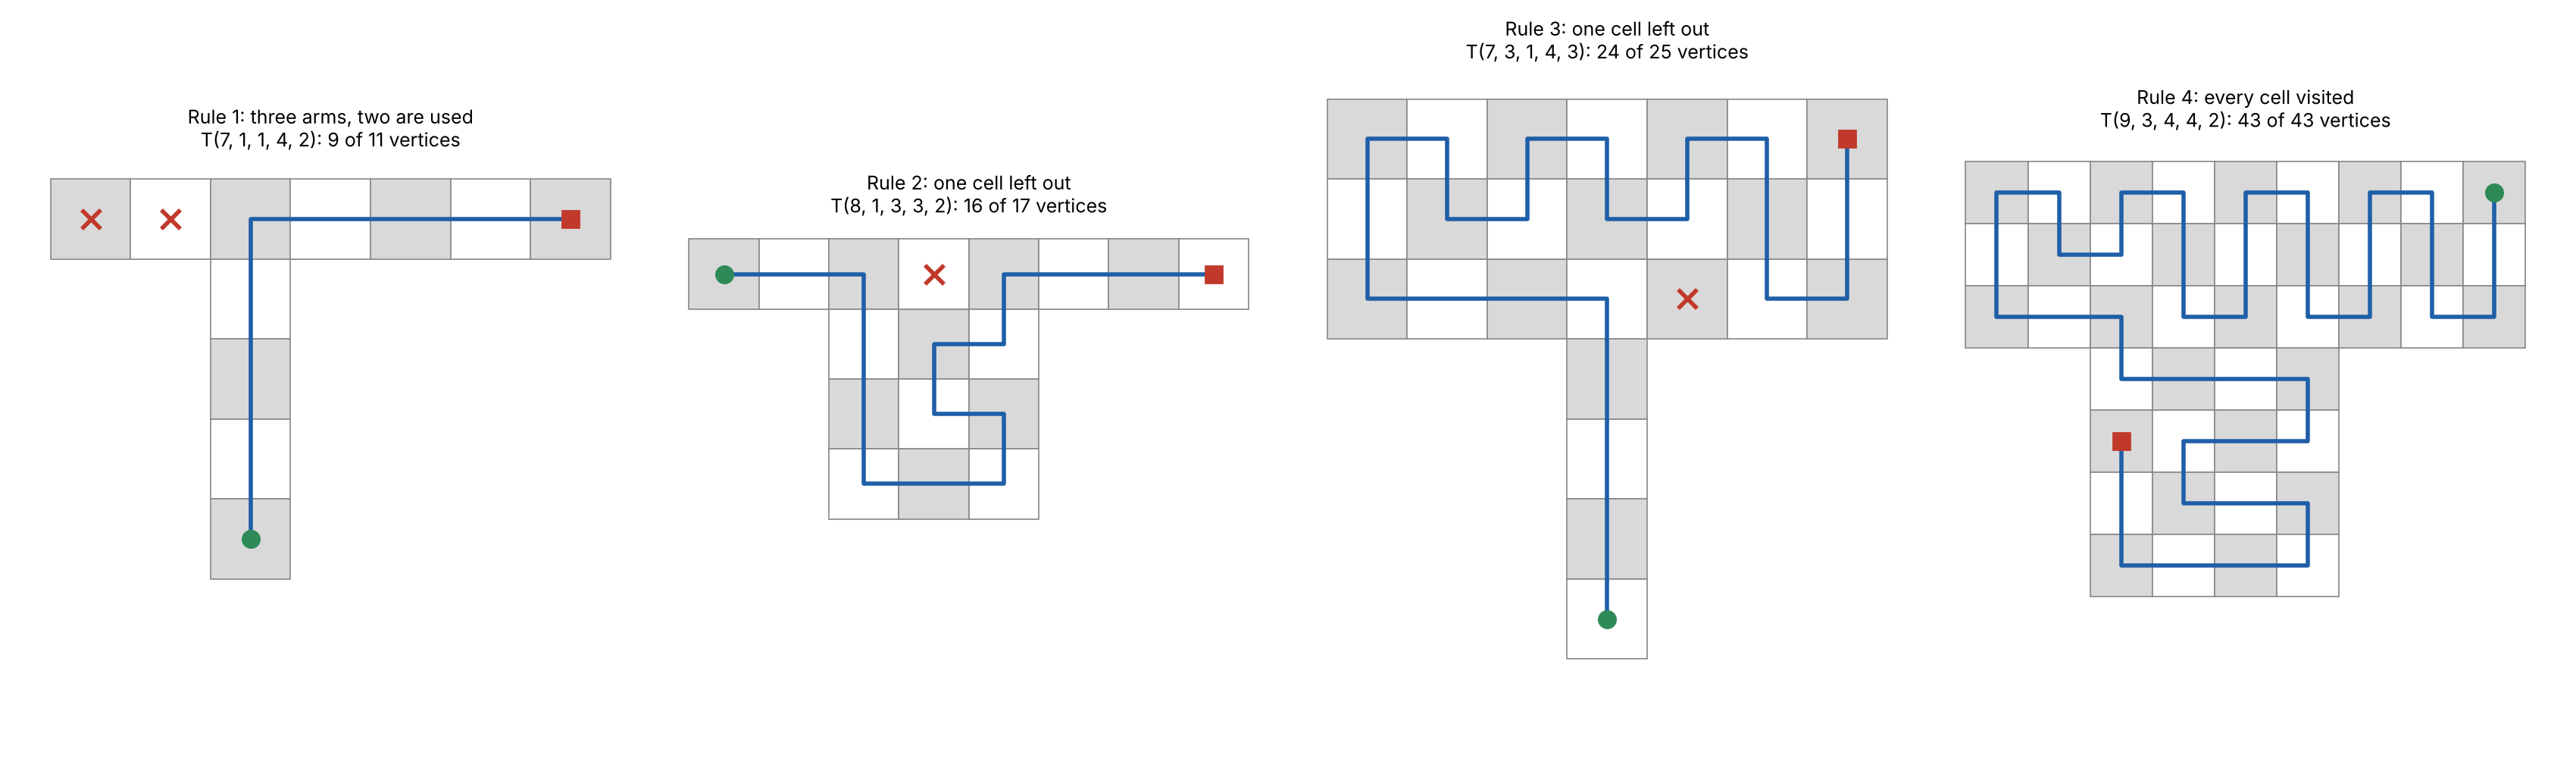 Rule 1: three arms, two are used
T(7, 1, 1, 4, 2): 9 of 11 vertices
Rule 2: one cell left out
T(8, 1, 3, 3, 2): 16 of 17 vertices
Rule 3: one cell left out
T(7, 3, 1, 4, 3): 24 of 25 vertices
Rule 4: every cell visited
T(9, 3, 4, 4, 2): 43 of 43 vertices